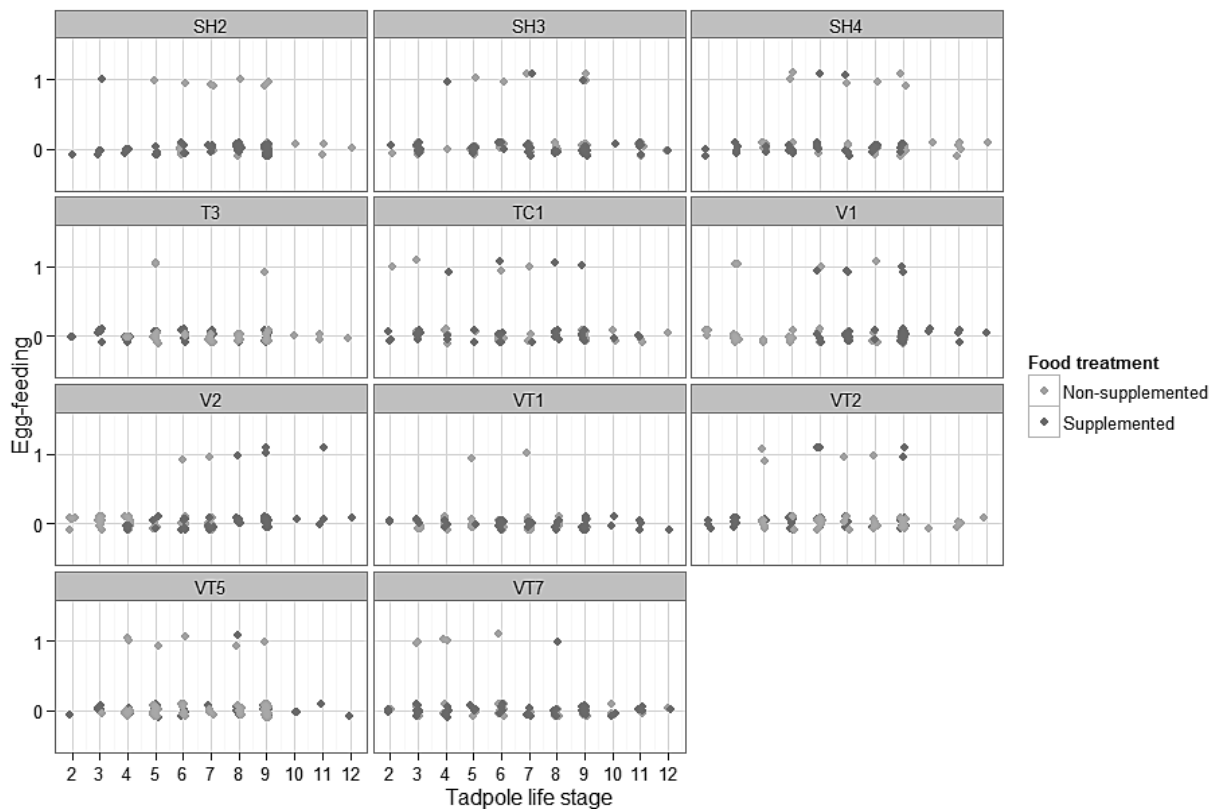 SH2 SH3 SH4
1
0
T3 TC1 V1
1
0
V2 VT1 VT2
1
0
VT5 VT7
1
0
2 3 4 5 6 7 8 9 10 11 12 2 3 4 5 6 7 8 9 10 11 12
Tadpole life stage
Egg-feeding
Food treatment
Non-supplemented
Supplemented